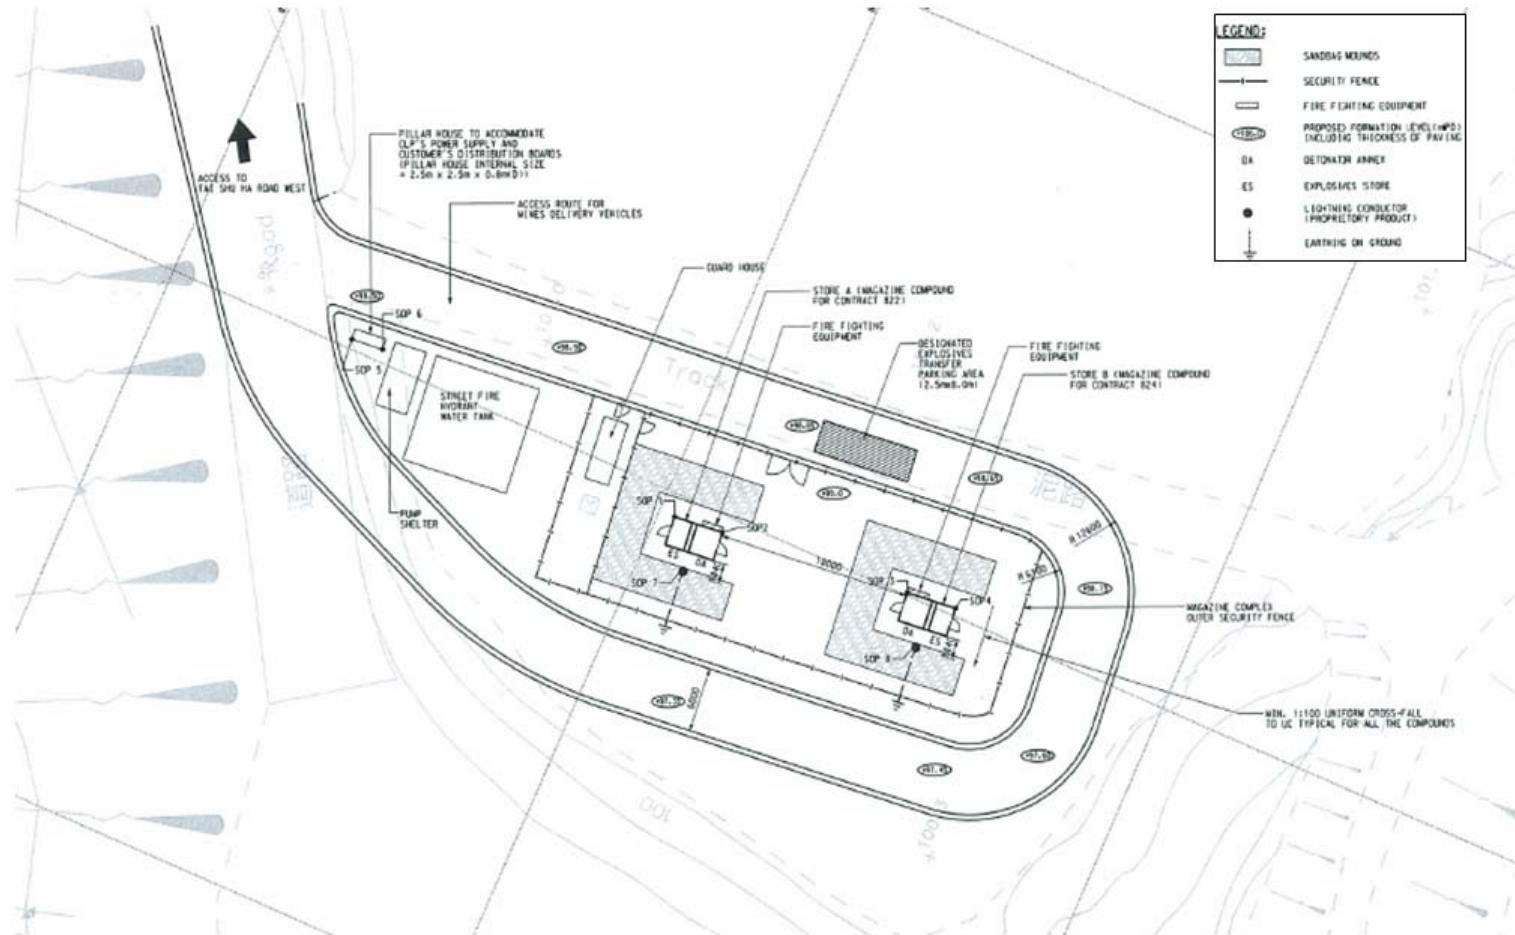 LEGEND:
SANDBAG MOUNDS
SECURITY FENCE
FIRE FIGHTING EQUIPMENT
PROPOSED FORMATION LEVEL(mPD)
INCLUDING THICKNESS OF PAVING
DA
DETONATOR ANNEX
ES
EXPLOSIVES STORE
LIGHTNING CONDUCTOR
(PROPRIETORY PRODUCT)
EARTHING ON GROUND
PILLAR HOUSE TO ACCOMMODATE
CLP'S POWER SUPPLY AND
CUSTOMER'S DISTRIBUTION BOARDS
(PILLAR HOUSE INTERNAL SIZE
= 2.5m x 2.5m x 0.8m(D))
ACCESS TO
TAI SHU HA ROAD WEST
ACCESS ROUTE FOR
MINES DELIVERY VEHICLES
Road
GUARD HOUSE
STORE A (MAGAZINE COMPOUND
FOR CONTRACT 822)
FIRE FIGHTING
EQUIPMENT
DESIGNATED
EXPLOSIVES
TRANSFER
PARKING AREA
(2.5mx8.0m)
FIRE FIGHTING
EQUIPMENT
STORE B (MAGAZINE COMPOUND
FOR CONTRACT 824)
SOP 6
SOP 5
Track
STREET FIRE
HYDRANT
WATER TANK
PUMP
SHELTER
泥路
R 12600
R 6300
SOP
SOP2
ES
DA
SOP 7
10000
SOP 3
SOP4
DA
ES
SOP 8
MAGAZINE COMPLEX
OUTER SECURITY FENCE
6000
MIN. 1:100 UNIFORM CROSS-FALL
TO UC TYPICAL FOR ALL THE COMPOUNDS
100